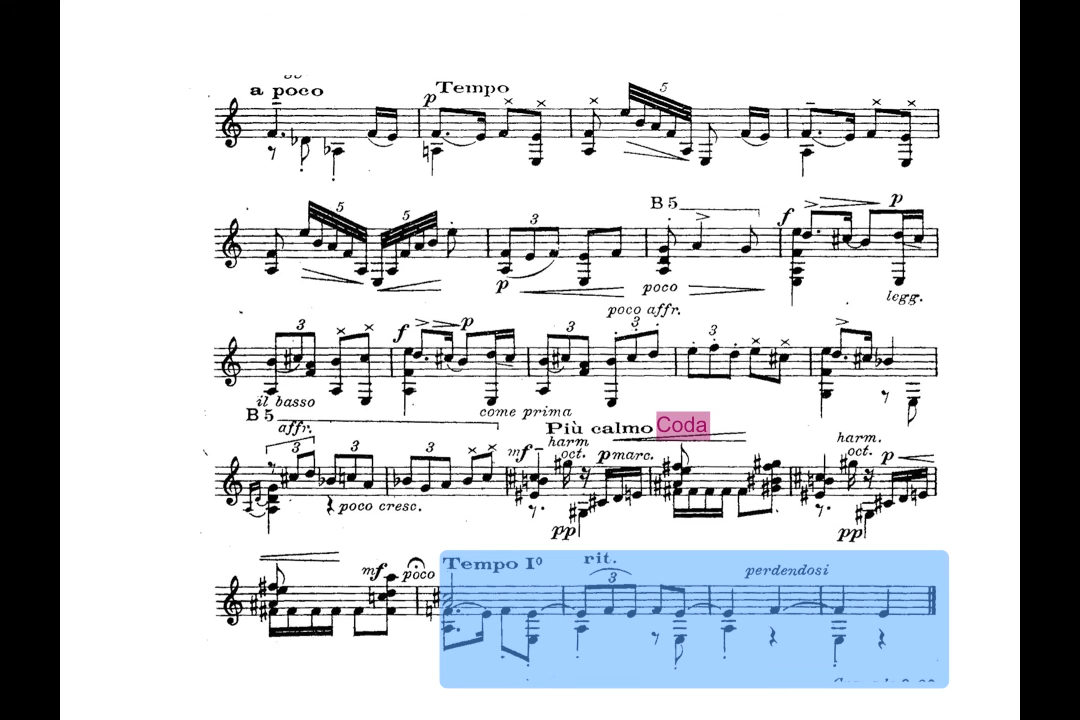 a poco
Tempo
p
5
5
5
3
B 5
f
p
p
poco
legg.
poco affr.
3
3
3
3
f
p
il basso
come prima
B 5
affr.
3
3
3
Più calmo
Coda
mf
harm
oct.
p marc.
harm.
oct.
p
poco cresc.
pp
pp
mf
poco
Tempo Iº
rit.
3
perdendosi